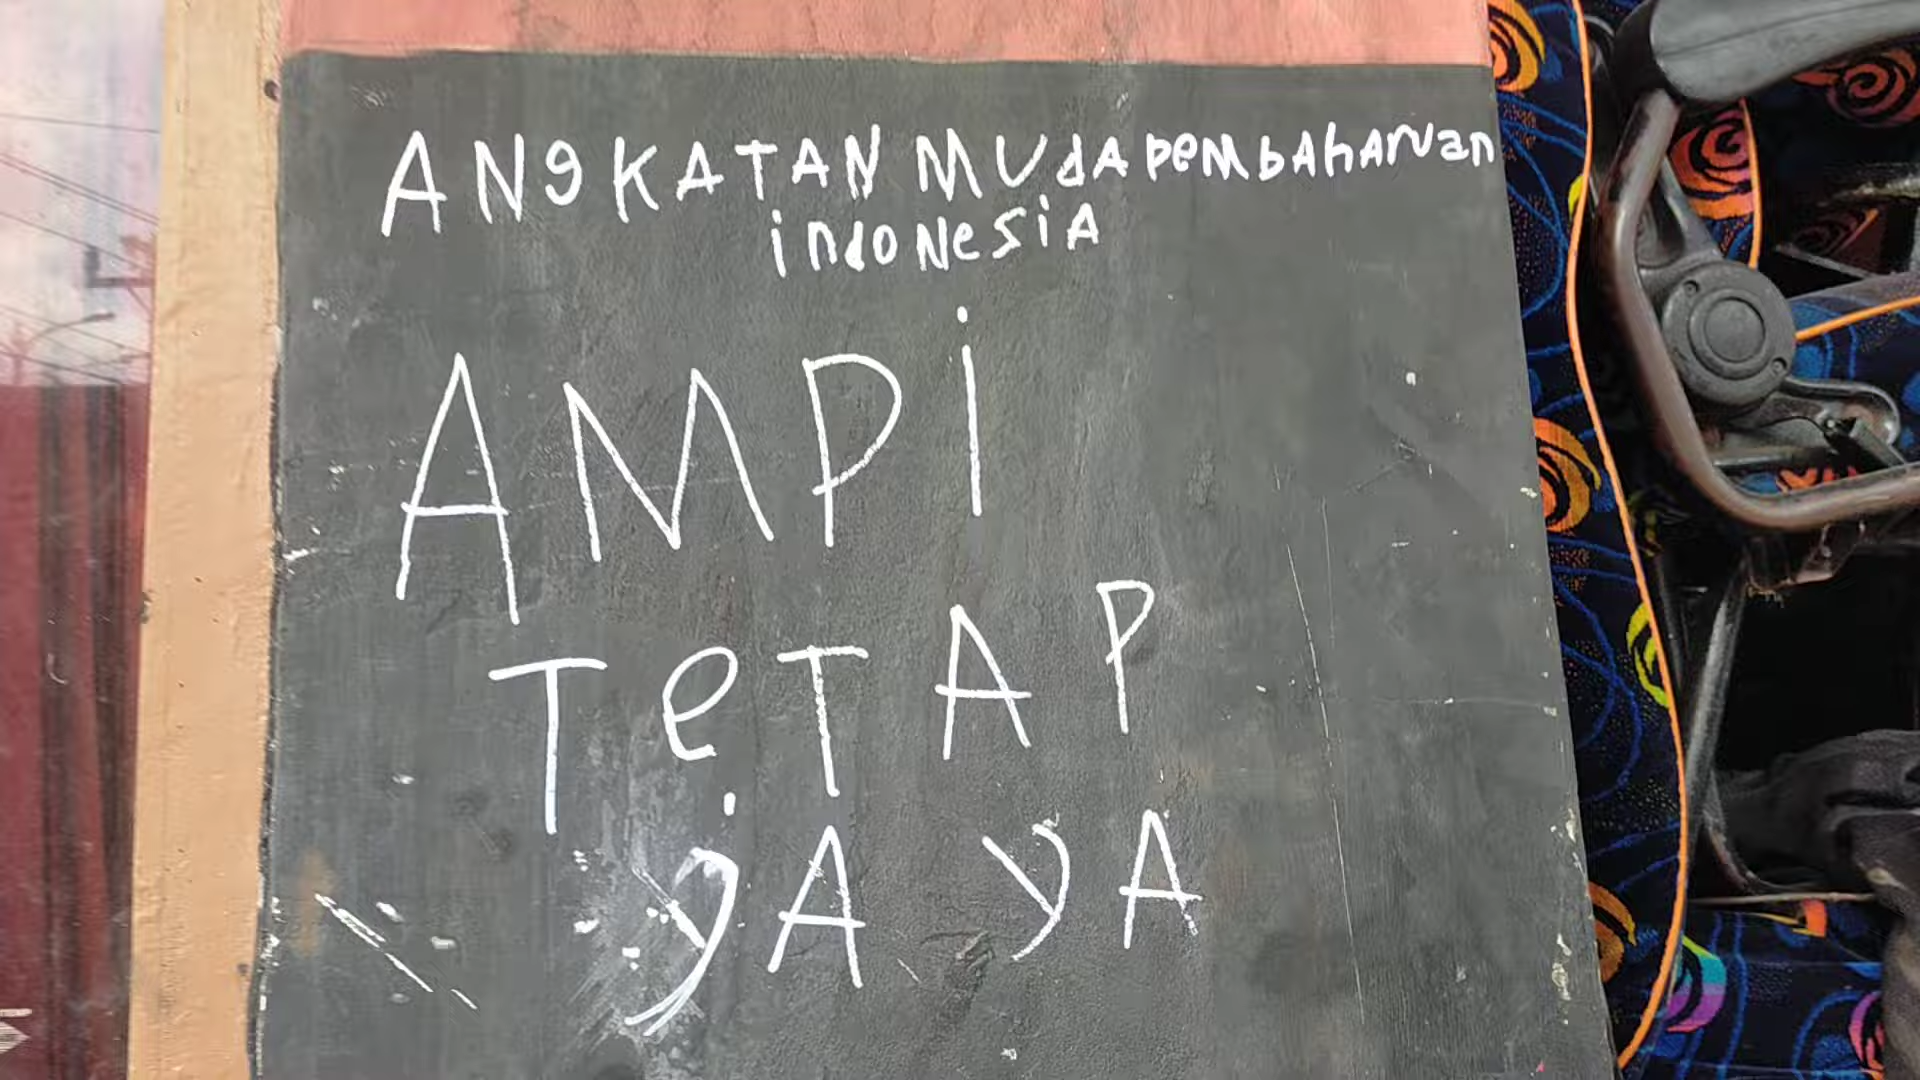 ANgKATAN MUdA PeMbAhAruan
indoNesiA
AMPi
TeTAP
jAyA